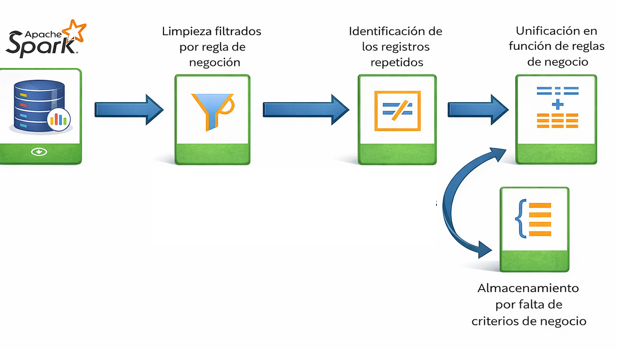 Apache
Spark
Limpieza filtrados
por regla de
negoción
Identificación de
los registros
repetidos
Unificación en
función de reglas
de negocio
Almacenamiento
por falta de
criterios de negocio